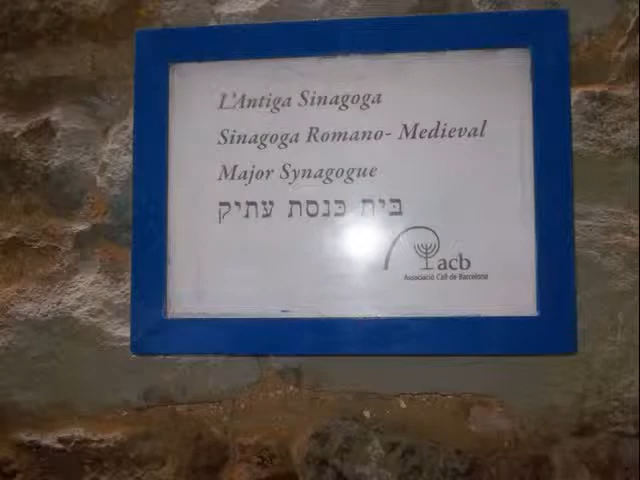 L'Antiga Sinagoga
Sinagoga Romano- Medieval
Major Synagogue
בית כנסת עתיק
acb
Associació Call de Barcelona